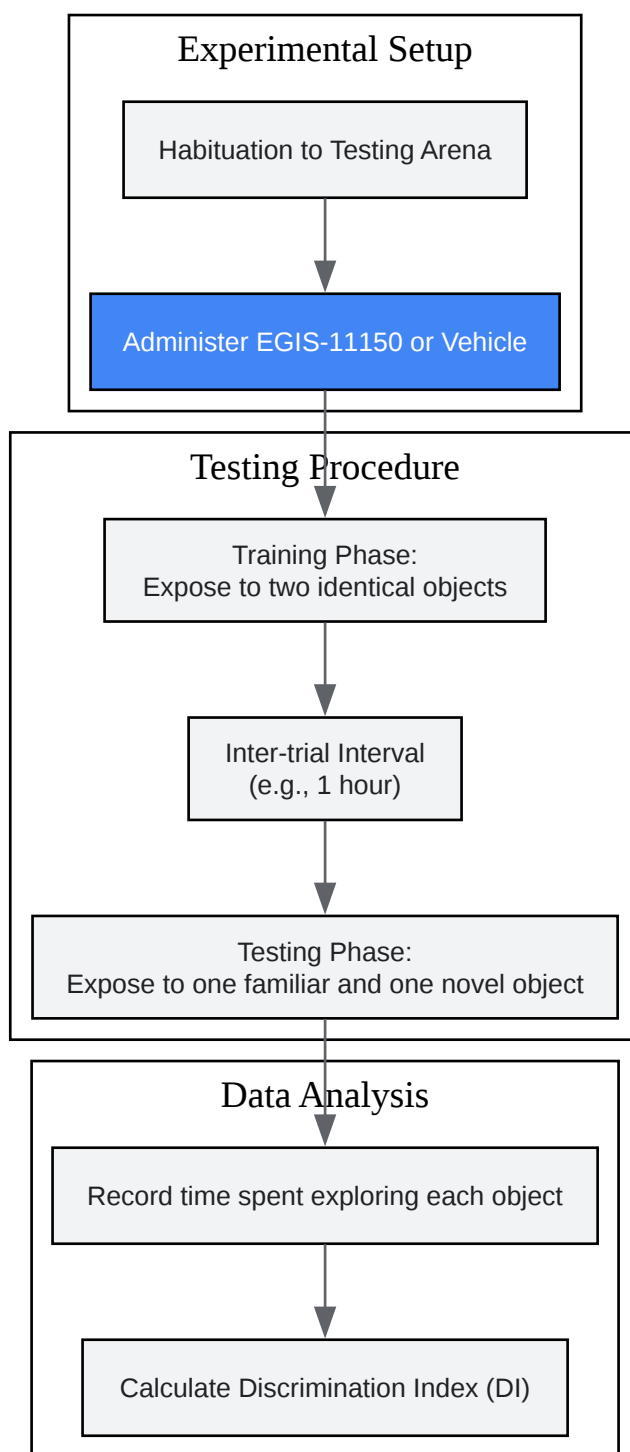 Experimental Setup
Habituation to Testing Arena
Administer EGIS-11150 or Vehicle
Testing Procedure
Training Phase:
Expose to two identical objects
Inter-trial Interval
(e.g., 1 hour)
Testing Phase:
Expose to one familiar and one novel object
Data Analysis
Record time spent exploring each object
Calculate Discrimination Index (DI)